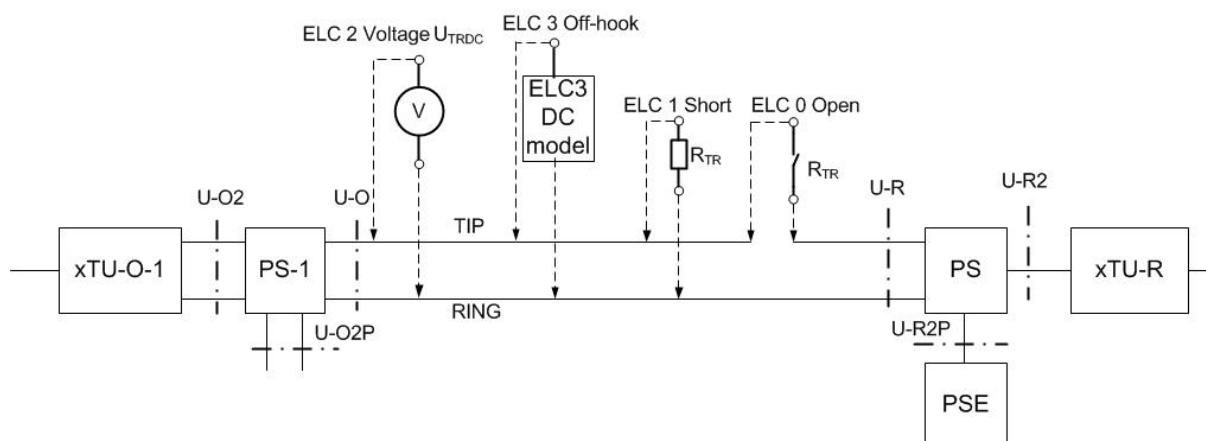 ELC 2 Voltage UTRDC
V
ELC 3 Off-hook
ELC3
DC
model
ELC 1 Short
RTR
ELC 0 Open
RTR
U-O2
U-O
TIP
RING
U-R
U-R2
xTU-O-1
PS-1
PS
xTU-R
U-O2P
U-R2P
PSE